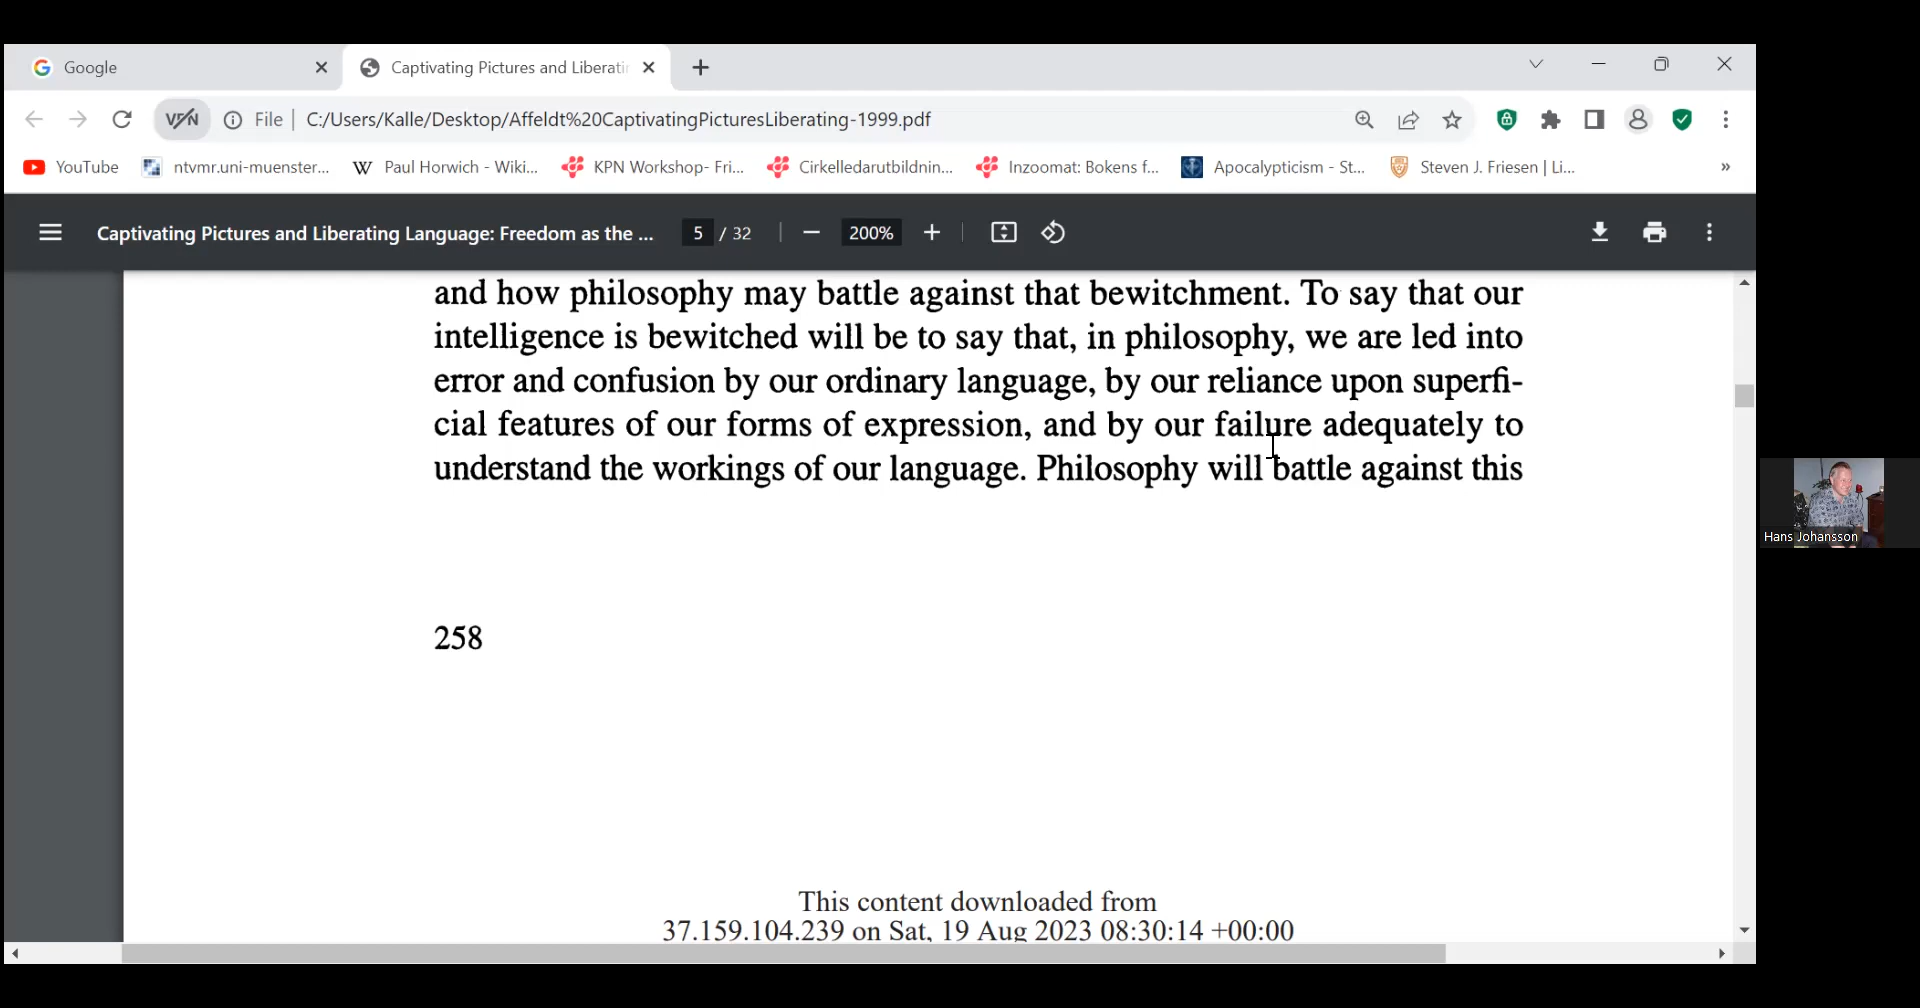 Google
Captivating Pictures and Liberatin
VPN
File
C:/Users/Kalle/Desktop/Affeldt%20CaptivatingPicturesLiberating-1999.pdf
YouTube
ntvmr.uni-muenster...
W
Paul Horwich - Wiki...
KPN Workshop- Fri...
Cirkelledarutbildnin...
Inzoomat: Bokens f...
Apocalypticism - St...
Steven J. Friesen | Li...
»
Captivating Pictures and Liberating Language: Freedom as the ...
5 / 32
200%
and how philosophy may battle against that bewitchment. To say that our
intelligence is bewitched will be to say that, in philosophy, we are led into
error and confusion by our ordinary language, by our reliance upon superfi-
cial features of our forms of expression, and by our failure adequately to
understand the workings of our language. Philosophy will battle against this
Hans Johansson
258
This content downloaded from
37.159.104.239 on Sat, 19 Aug 2023 08:30:14 +00:00